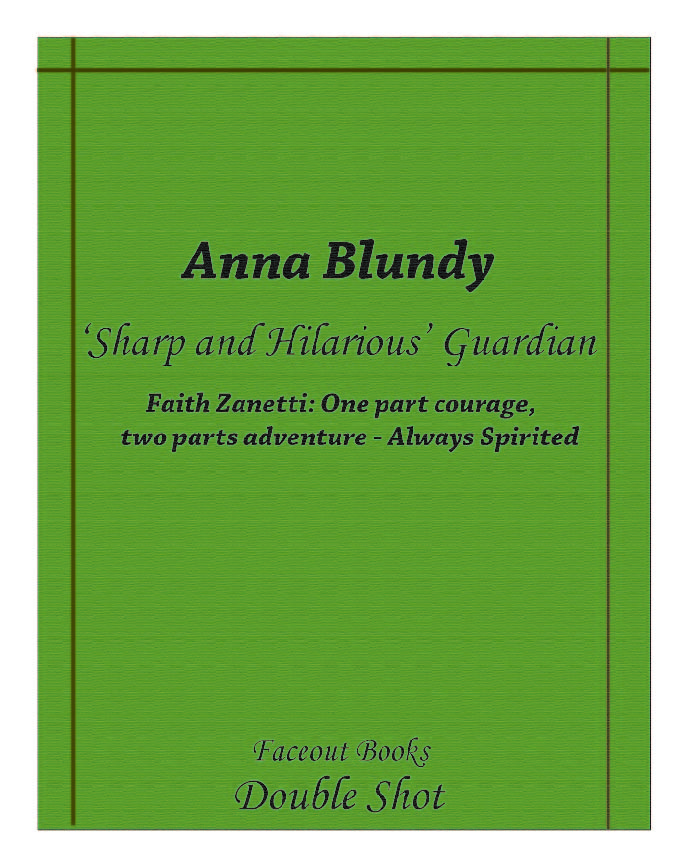 Anna Blundy
‘Sharp and Hilarious’ Guardian
Faith Zanetti: One part courage,
two parts adventure - Always Spirited
Faceout Books
Double Shot